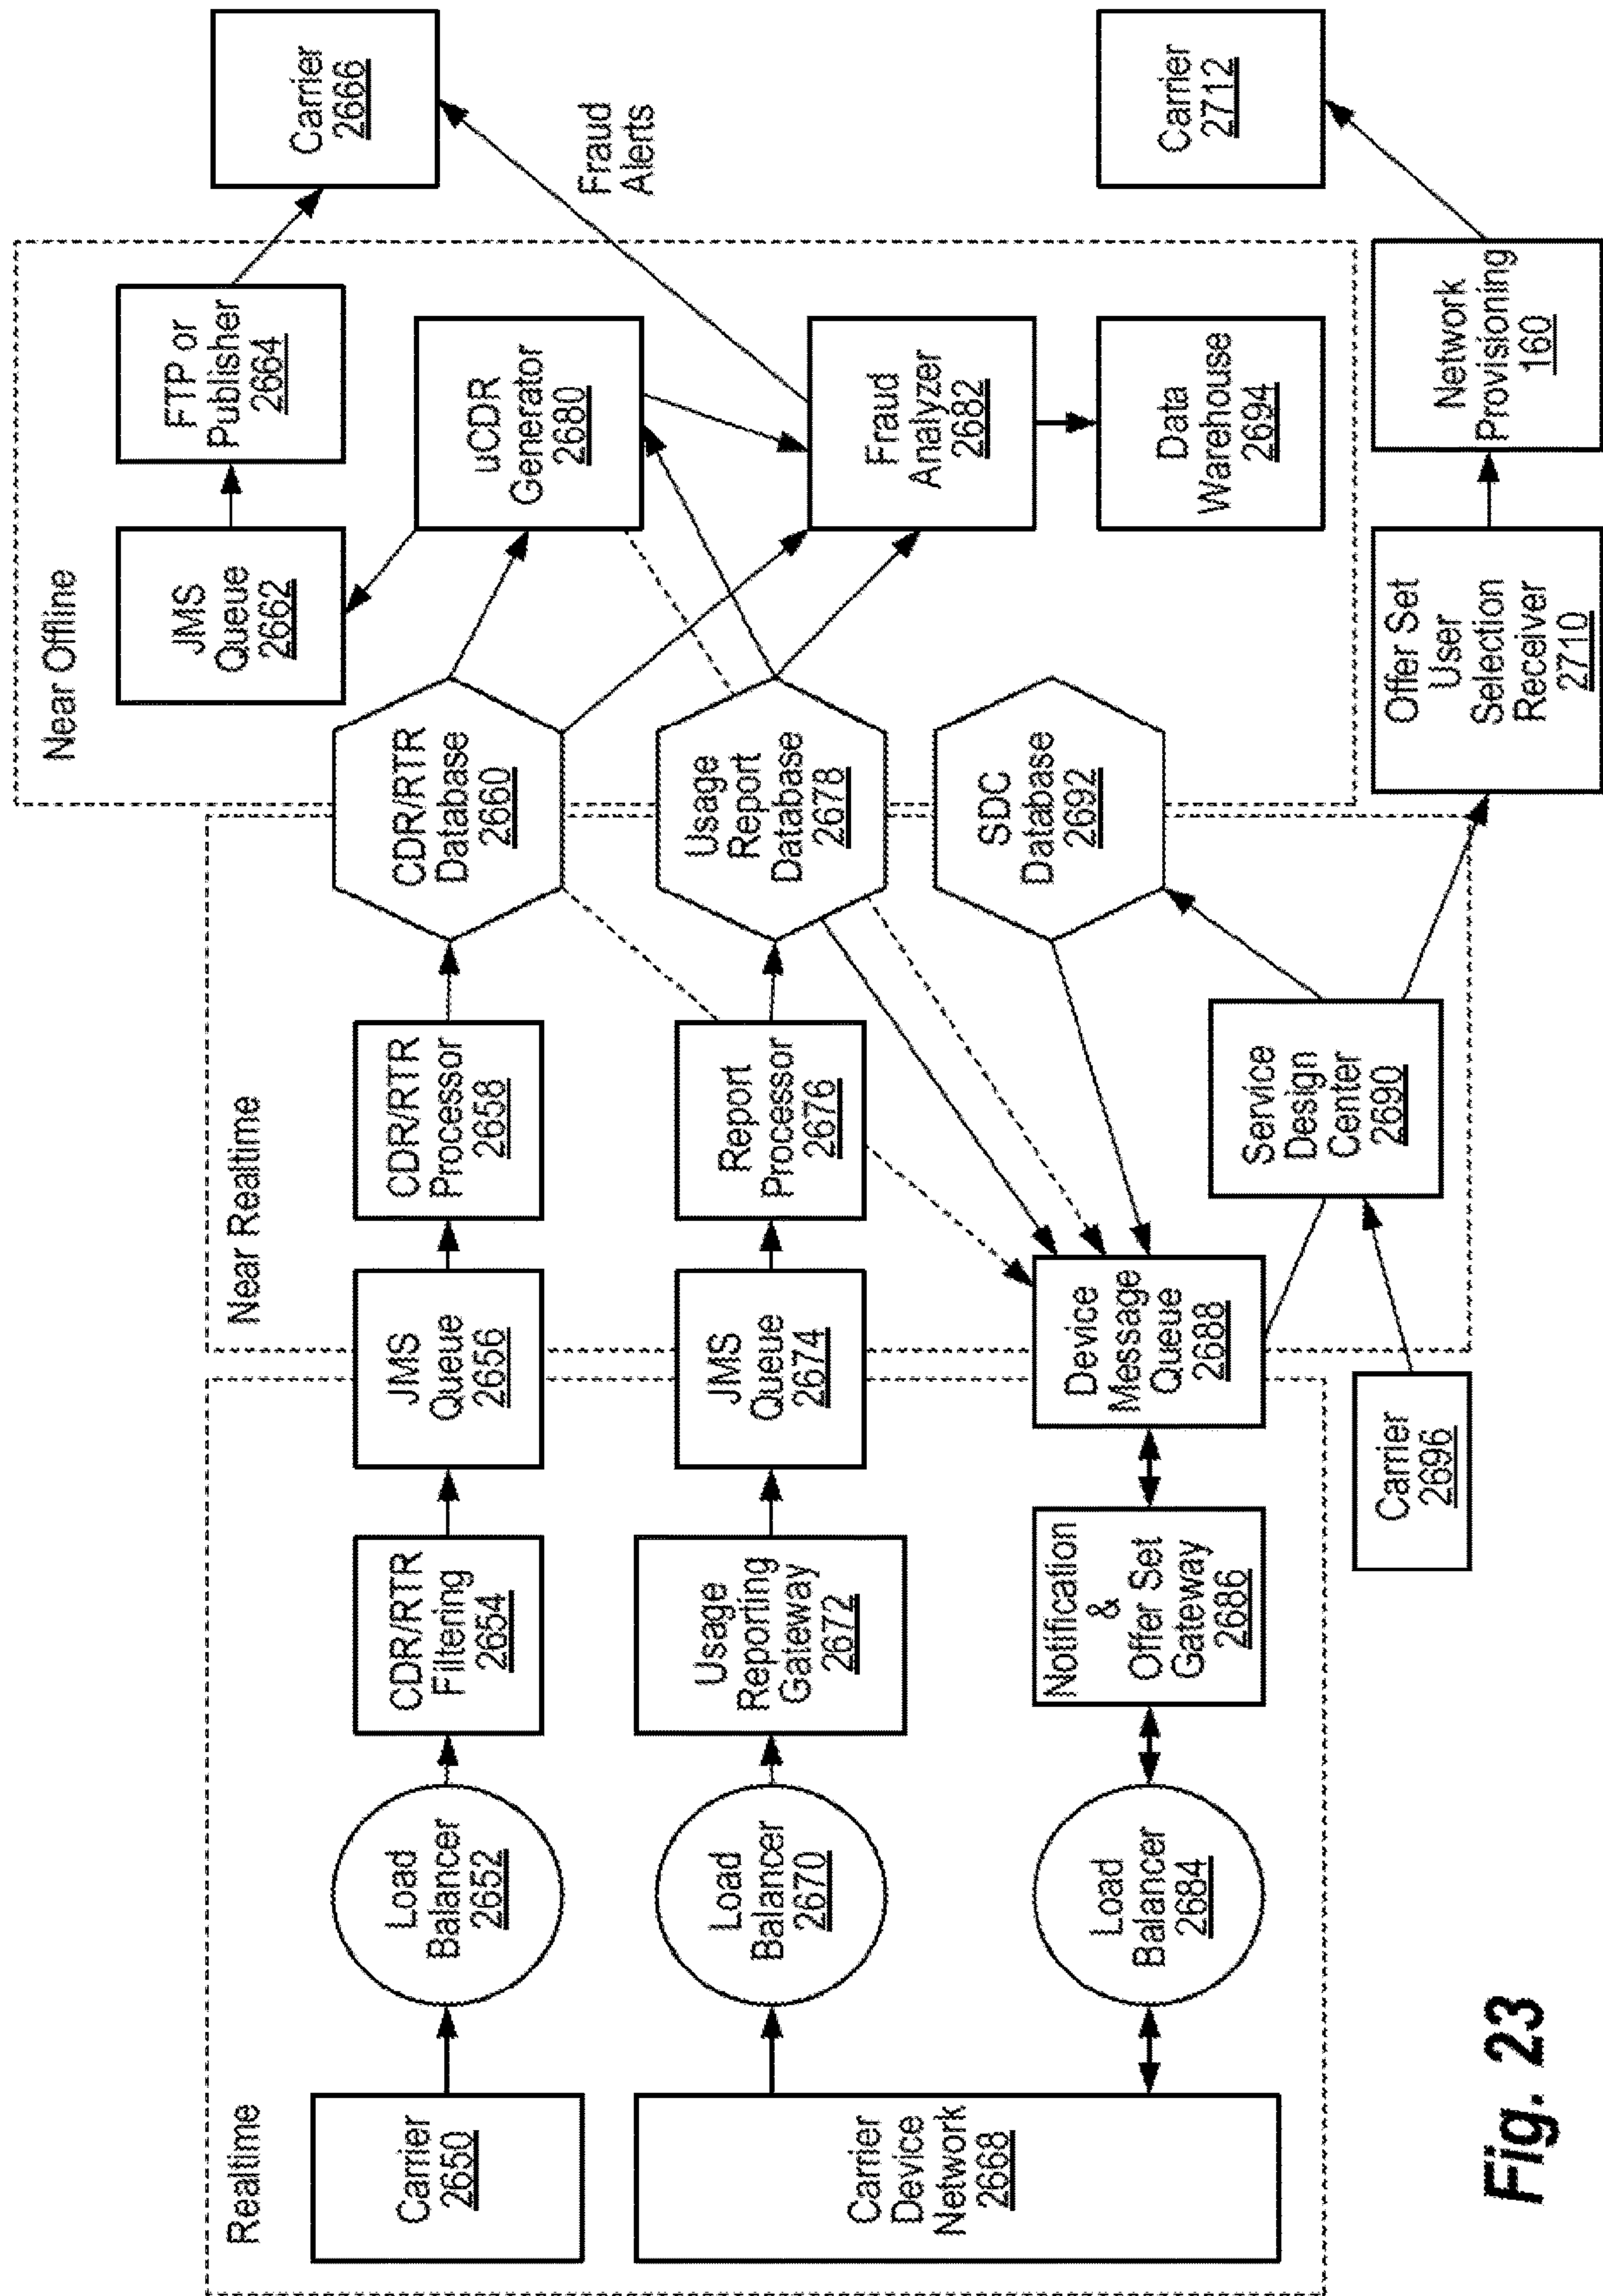 Realtime
Carrier
2650
Load
Balancer
2652
CDR/RTR
Filtering
2654
JMS
Queue
2656
Near Realtime
CDR/RTR
Processor
2658
CDR/RTR
Database
2660
Near Offline
JMS
Queue
2662
FTP or
Publisher
2664
Carrier
2666
Fraud
Alerts
Carrier
Device
Network
2668
Load
Balancer
2670
Usage
Reporting
Gateway
2672
JMS
Queue
2674
Report
Processor
2676
Usage
Report
Database
2678
uCDR
Generator
2680
Fraud
Analyzer
2682
Load
Balancer
2684
Notification
&
Offer Set
Gateway
2686
Device
Message
Queue
2688
Service
Design
Center
2690
SDC
Database
2692
Data
Warehouse
2694
Carrier
2696
Offer Set
User
Selection
Receiver
2710
Network
Provisioning
160
Carrier
2712
Fig. 23